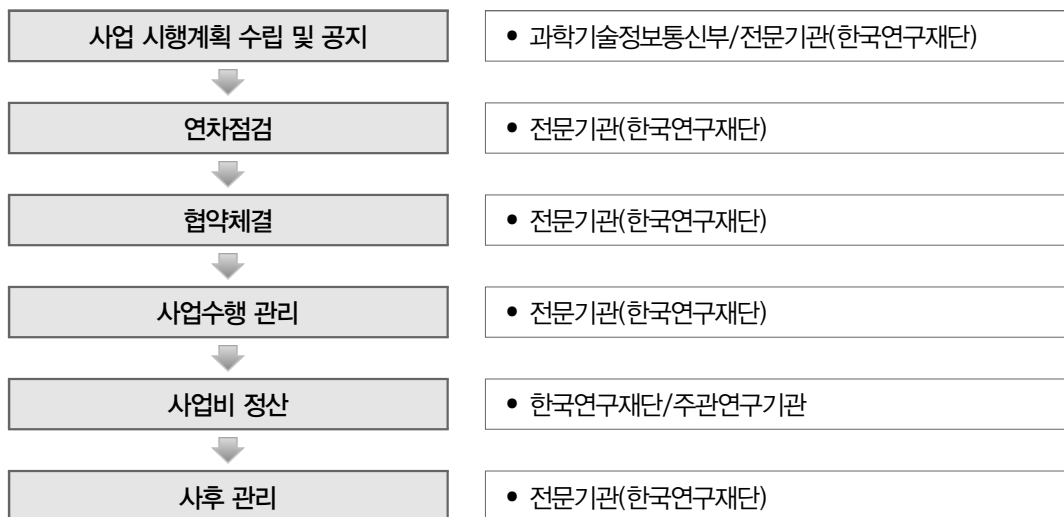 사업 시행계획 수립 및 공지
• 과학기술정보통신부/전문기관(한국연구재단)
연차점검
• 전문기관(한국연구재단)
협약체결
• 전문기관(한국연구재단)
사업수행 관리
• 전문기관(한국연구재단)
사업비 정산
• 한국연구재단/주관연구기관
사후 관리
• 전문기관(한국연구재단)